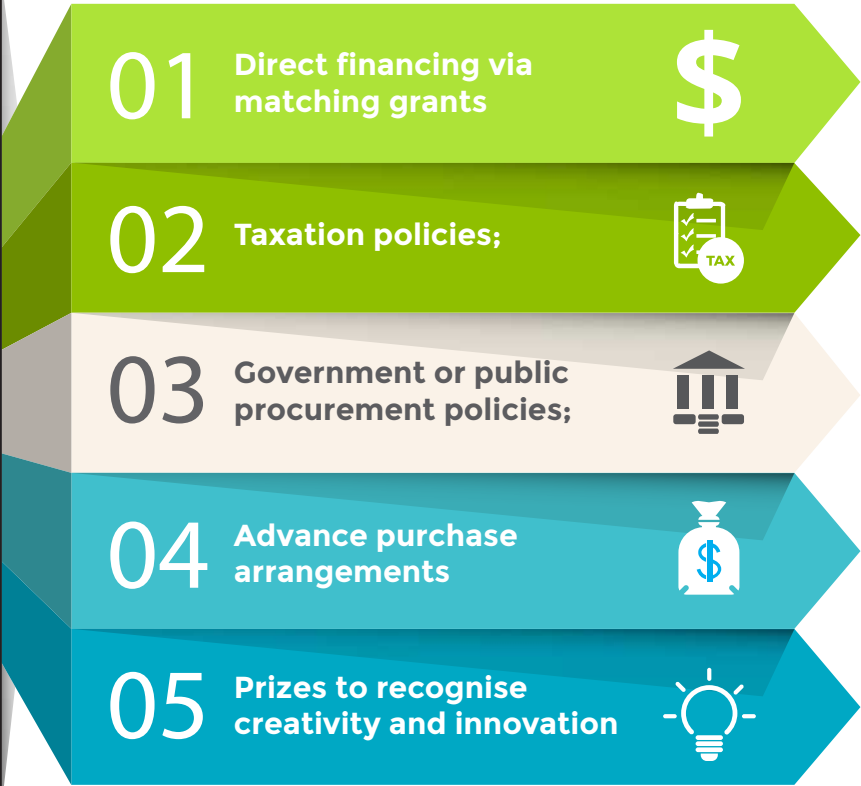 01
Direct financing via
matching grants
$
02
Taxation policies;
TAX
03
Government or public
procurement policies;
04
Advance purchase
arrangements
$
05
Prizes to recognise
creativity and innovation